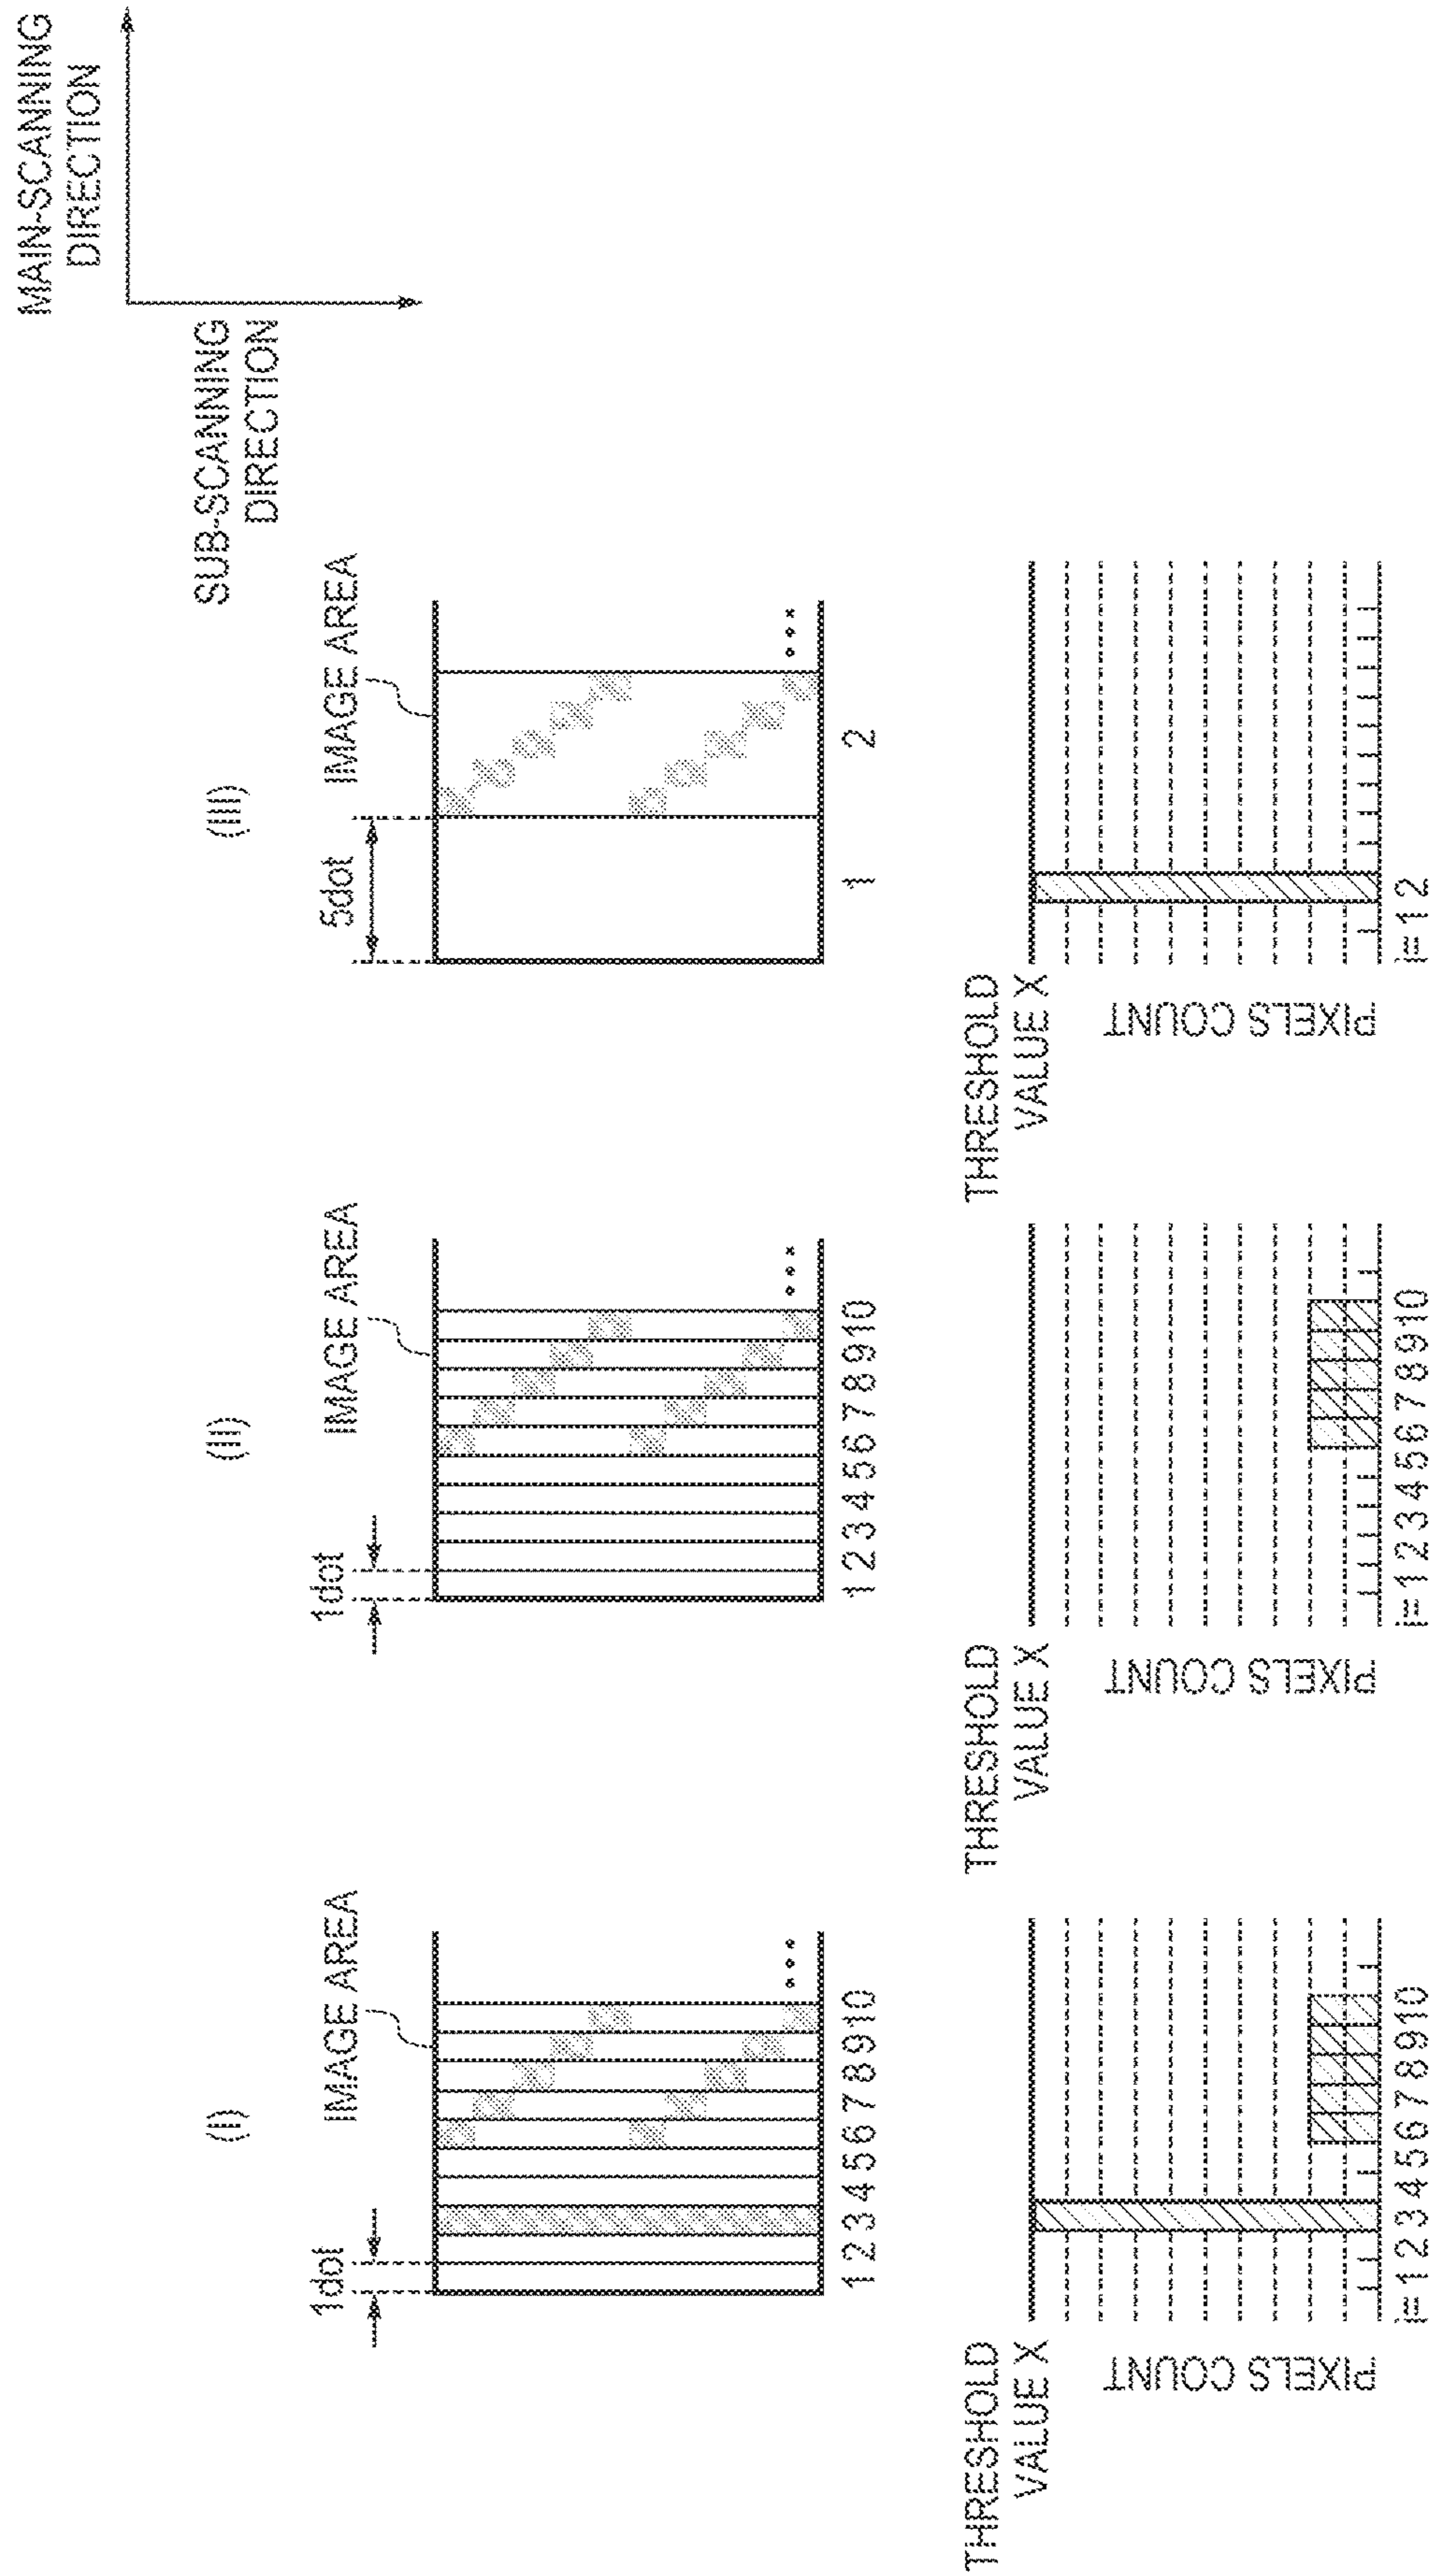 MAIN-SCANNING
DIRECTION
SUB-SCANNING
DIRECTION
(I)
1dot
IMAGE AREA
1 2 3 4 5 6 7 8 9 10
THRESHOLD
VALUE X
PIXELS COUNT
i= 1 2 3 4 5 6 7 8 9 10
(II)
1dot
IMAGE AREA
1 2 3 4 5 6 7 8 9 10
THRESHOLD
VALUE X
PIXELS COUNT
i= 1 2 3 4 5 6 7 8 9 10
(III)
5dot
IMAGE AREA
1 2
THRESHOLD
VALUE X
PIXELS COUNT
i= 1 2